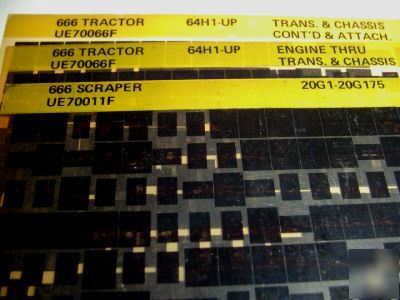 666 TRACTOR 64H1-UP TRANS. & CHASSIS
UE70066F CONT'D & ATTACH.
666 TRACTOR 64H1-UP ENGINE THRU
UE70066F TRANS. & CHASSIS
666 SCRAPER 20G1-20G175
UE70011F